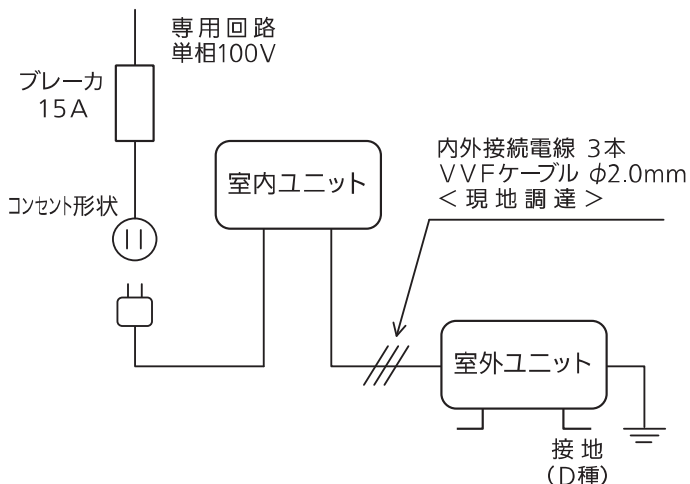 専用回路
単相100V
ブレーカ
15A
コンセント形状
室内ユニット
内外接続電線 3本
VVFケーブル φ2.0mm
＜現地調達＞
室外ユニット
接地
(D種)